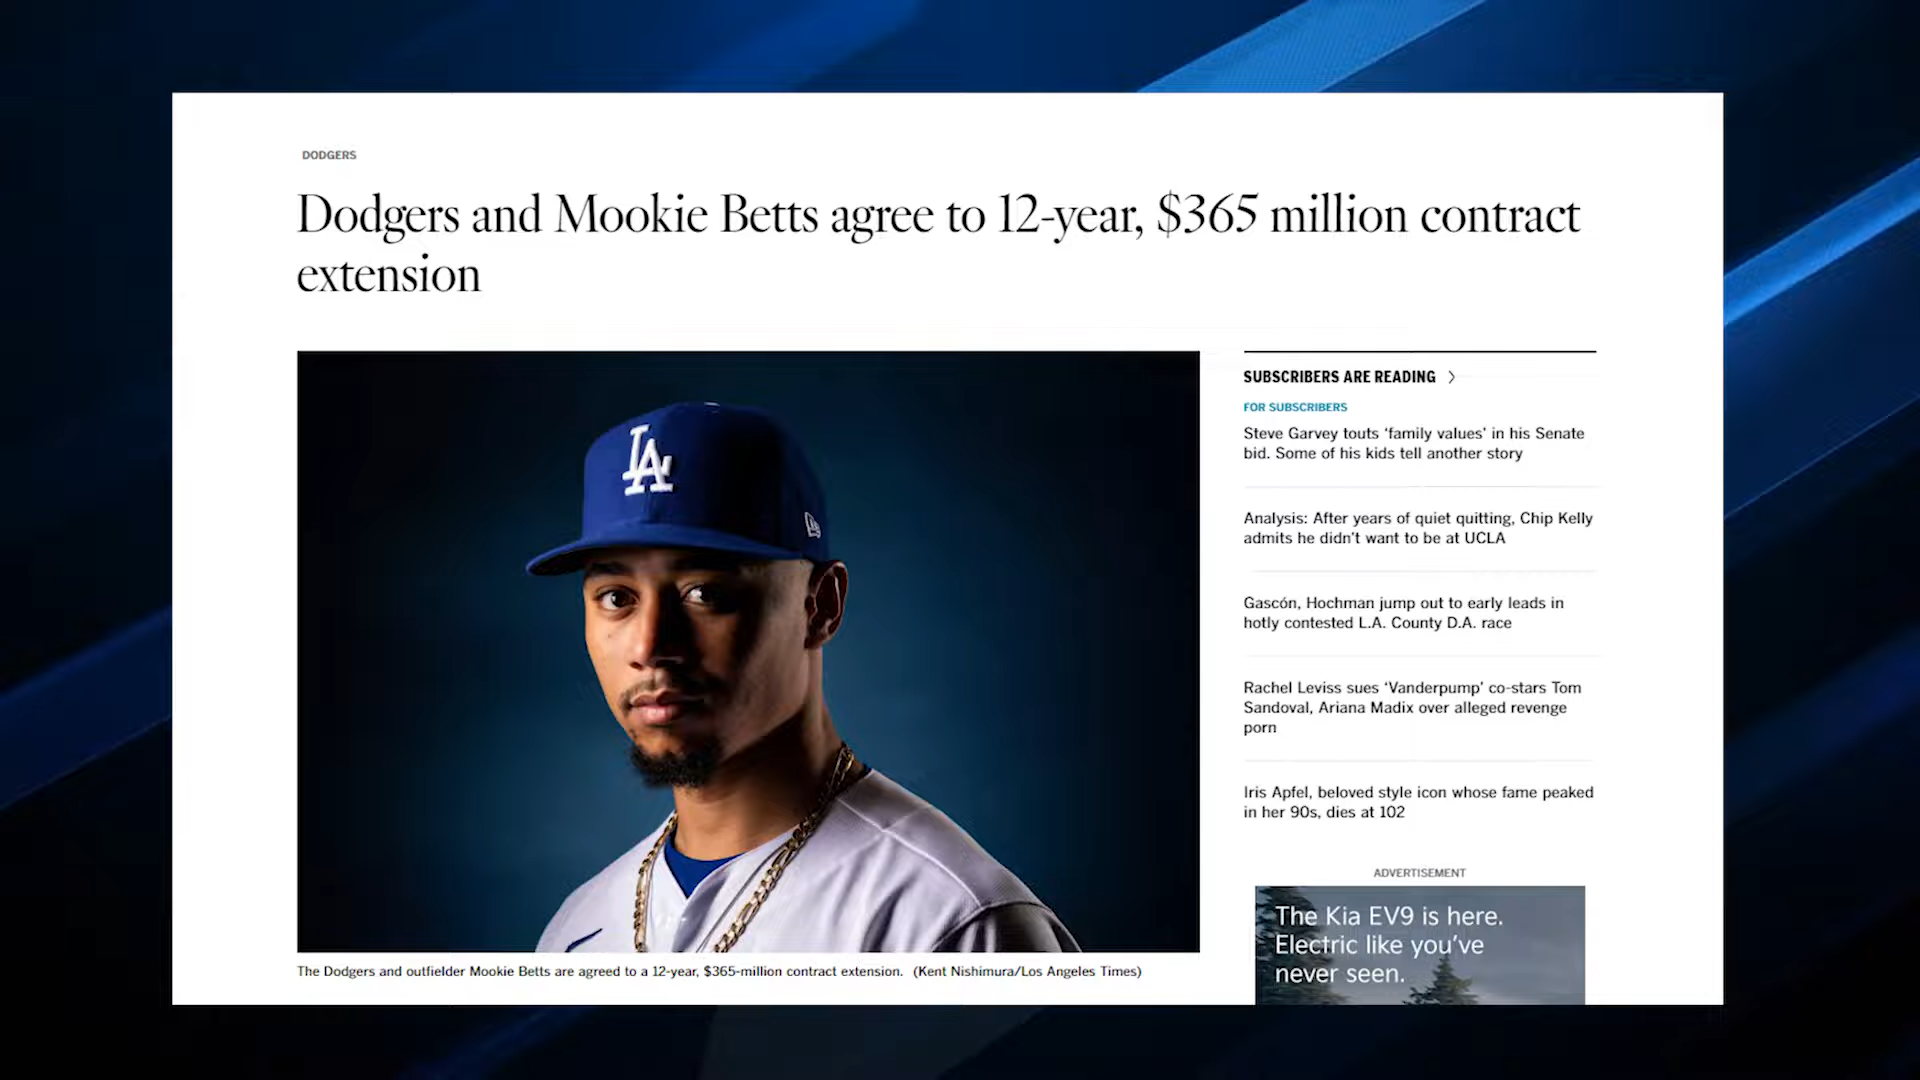 DODGERS
Dodgers and Mookie Betts agree to 12-year, $365 million contract
extension
LA
SUBSCRIBERS ARE READING
FOR SUBSCRIBERS
Steve Garvey touts ‘family values’ in his Senate
bid. Some of his kids tell another story
Analysis: After years of quiet quitting, Chip Kelly
admits he didn’t want to be at UCLA
Gascón, Hochman jump out to early leads in
hotly contested L.A. County D.A. race
Rachel Leviss sues ‘Vanderpump’ co-stars Tom
Sandoval, Ariana Madix over alleged revenge
porn
Iris Apfel, beloved style icon whose fame peaked
in her 90s, dies at 102
ADVERTISEMENT
The Kia EV9 is here.
Electric like you’ve
never seen.
The Dodgers and outfielder Mookie Betts are agreed to a 12-year, $365-million contract extension. (Kent Nishimura/Los Angeles Times)